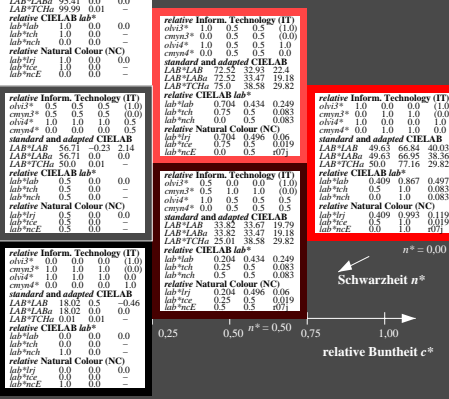 LAB*LABa 95.41 0.0 0.0
LAB*TCHa 99.99 0.01 –
relative CIELAB lab*
lab*lab 1.0 0.0 0.0
lab*tch 1.0 0.0 –
lab*nch 0.0 0.0 –
relative Natural Colour (NC)
lab*lrj 1.0 0.0 0.0
lab*tce 1.0 0.0 –
lab*ncE 0.0 0.0 –
relative Inform. Technology (IT)
olvi3* 1.0 0.5 0.5 (1.0)
cmyn3* 0.0 0.5 0.5 (0.0)
olvi4* 1.0 0.5 0.5 1.0
cmyn4* 0.0 0.5 0.5 0.0
standard and adapted CIELAB
LAB*LAB 72.52 32.93 22.4
LAB*LABa 72.52 33.47 19.18
LAB*TCHa 75.0 38.58 29.82
relative CIELAB lab*
lab*lab 0.704 0.434 0.249
lab*tch 0.75 0.5 0.083
lab*nch 0.0 0.5 0.083
relative Natural Colour (NC)
lab*lrj 0.704 0.496 0.06
lab*tce 0.75 0.5 0.019
lab*ncE 0.0 0.5 r07j
relative Inform. Technology (IT)
olvi3* 0.5 0.5 0.5 (1.0)
cmyn3* 0.5 0.5 0.5 (0.0)
olvi4* 1.0 1.0 1.0 0.5
cmyn4* 0.0 0.0 0.0 0.5
standard and adapted CIELAB
LAB*LAB 56.71 −0.23 2.14
LAB*LABa 56.71 0.0 0.0
LAB*TCHa 50.0 0.01 –
relative CIELAB lab*
lab*lab 0.5 0.0 0.0
lab*tch 0.5 0.0 –
lab*nch 0.5 0.0 –
relative Natural Colour (NC)
lab*lrj 0.5 0.0 0.0
lab*tce 0.5 0.0 –
lab*ncE 0.5 0.0 –
relative Inform. Technology (IT)
olvi3* 1.0 0.0 0.0 (1.0)
cmyn3* 0.0 1.0 1.0 (0.0)
olvi4* 1.0 0.0 0.0 1.0
cmyn4* 0.0 1.0 1.0 0.0
standard and adapted CIELAB
LAB*LAB 49.63 66.84 40.03
LAB*LABa 49.63 66.95 38.36
LAB*TCHa 50.0 77.16 29.82
relative CIELAB lab*
lab*lab 0.409 0.867 0.497
lab*tch 0.5 1.0 0.083
lab*nch 0.0 1.0 0.083
relative Natural Colour (NC)
lab*lrj 0.409 0.993 0.119
lab*tce 0.5 1.0 0.019
lab*ncE 0.0 1.0 r07j
relative Inform. Technology (IT)
olvi3* 0.5 0.0 0.0 (1.0)
cmyn3* 0.5 1.0 1.0 (0.0)
olvi4* 1.0 0.5 0.5 0.5
cmyn4* 0.0 0.5 0.5 0.5
standard and adapted CIELAB
LAB*LAB 33.82 33.67 19.79
LAB*LABa 33.82 33.47 19.18
LAB*TCHa 25.01 38.58 29.82
relative CIELAB lab*
lab*lab 0.204 0.434 0.249
lab*tch 0.25 0.5 0.083
lab*nch 0.5 0.5 0.083
relative Natural Colour (NC)
lab*lrj 0.204 0.496 0.06
lab*tce 0.25 0.5 0.019
lab*ncE 0.5 0.5 r07j
relative Inform. Technology (IT)
olvi3* 0.0 0.0 0.0 (1.0)
cmyn3* 1.0 1.0 1.0 (0.0)
olvi4* 1.0 1.0 1.0 0.0
cmyn4* 0.0 0.0 0.0 1.0
standard and adapted CIELAB
LAB*LAB 18.02 0.5 −0.46
LAB*LABa 18.02 0.0 0.0
LAB*TCHa 0.01 0.01 –
relative CIELAB lab*
lab*lab 0.0 0.0 0.0
lab*tch 0.0 0.0 –
lab*nch 1.0 0.0 –
relative Natural Colour (NC)
lab*lrj 0.0 0.0 0.0
lab*tce 0.0 0.0 –
lab*ncE 1.0 0.0 –
n* = 0,00
Schwarzheit n*
n* = 0,50
0,25 0,50 0,75 1,00
relative Buntheit c*